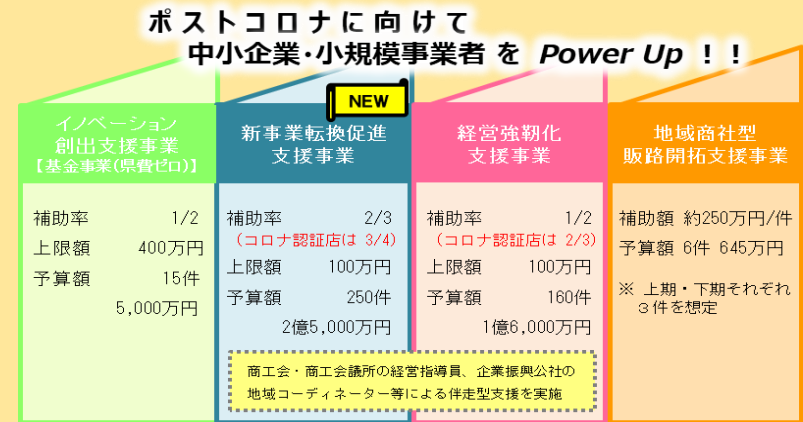 ポストコロナに向けて
中小企業・小規模事業者 を Power Up ！！
イノベーション
創出支援事業
【基金事業(県費ゼロ)】
補助率 1/2
上限額 400万円
予算額 15件
5,000万円
NEW
新事業転換促進
支援事業
補助率 2/3
(コロナ認証店は 3/4)
上限額 100万円
予算額 250件
2億5,000万円
経営強靭化
支援事業
補助率 1/2
(コロナ認証店は 2/3)
上限額 100万円
予算額 160件
1億6,000万円
商工会・商工会議所の経営指導員、企業振興公社の
地域コーディネーター等による伴走型支援を実施
地域商社型
販路開拓支援事業
補助額 約250万円/件
予算額 6件 645万円
※ 上期・下期それぞれ
３件を想定